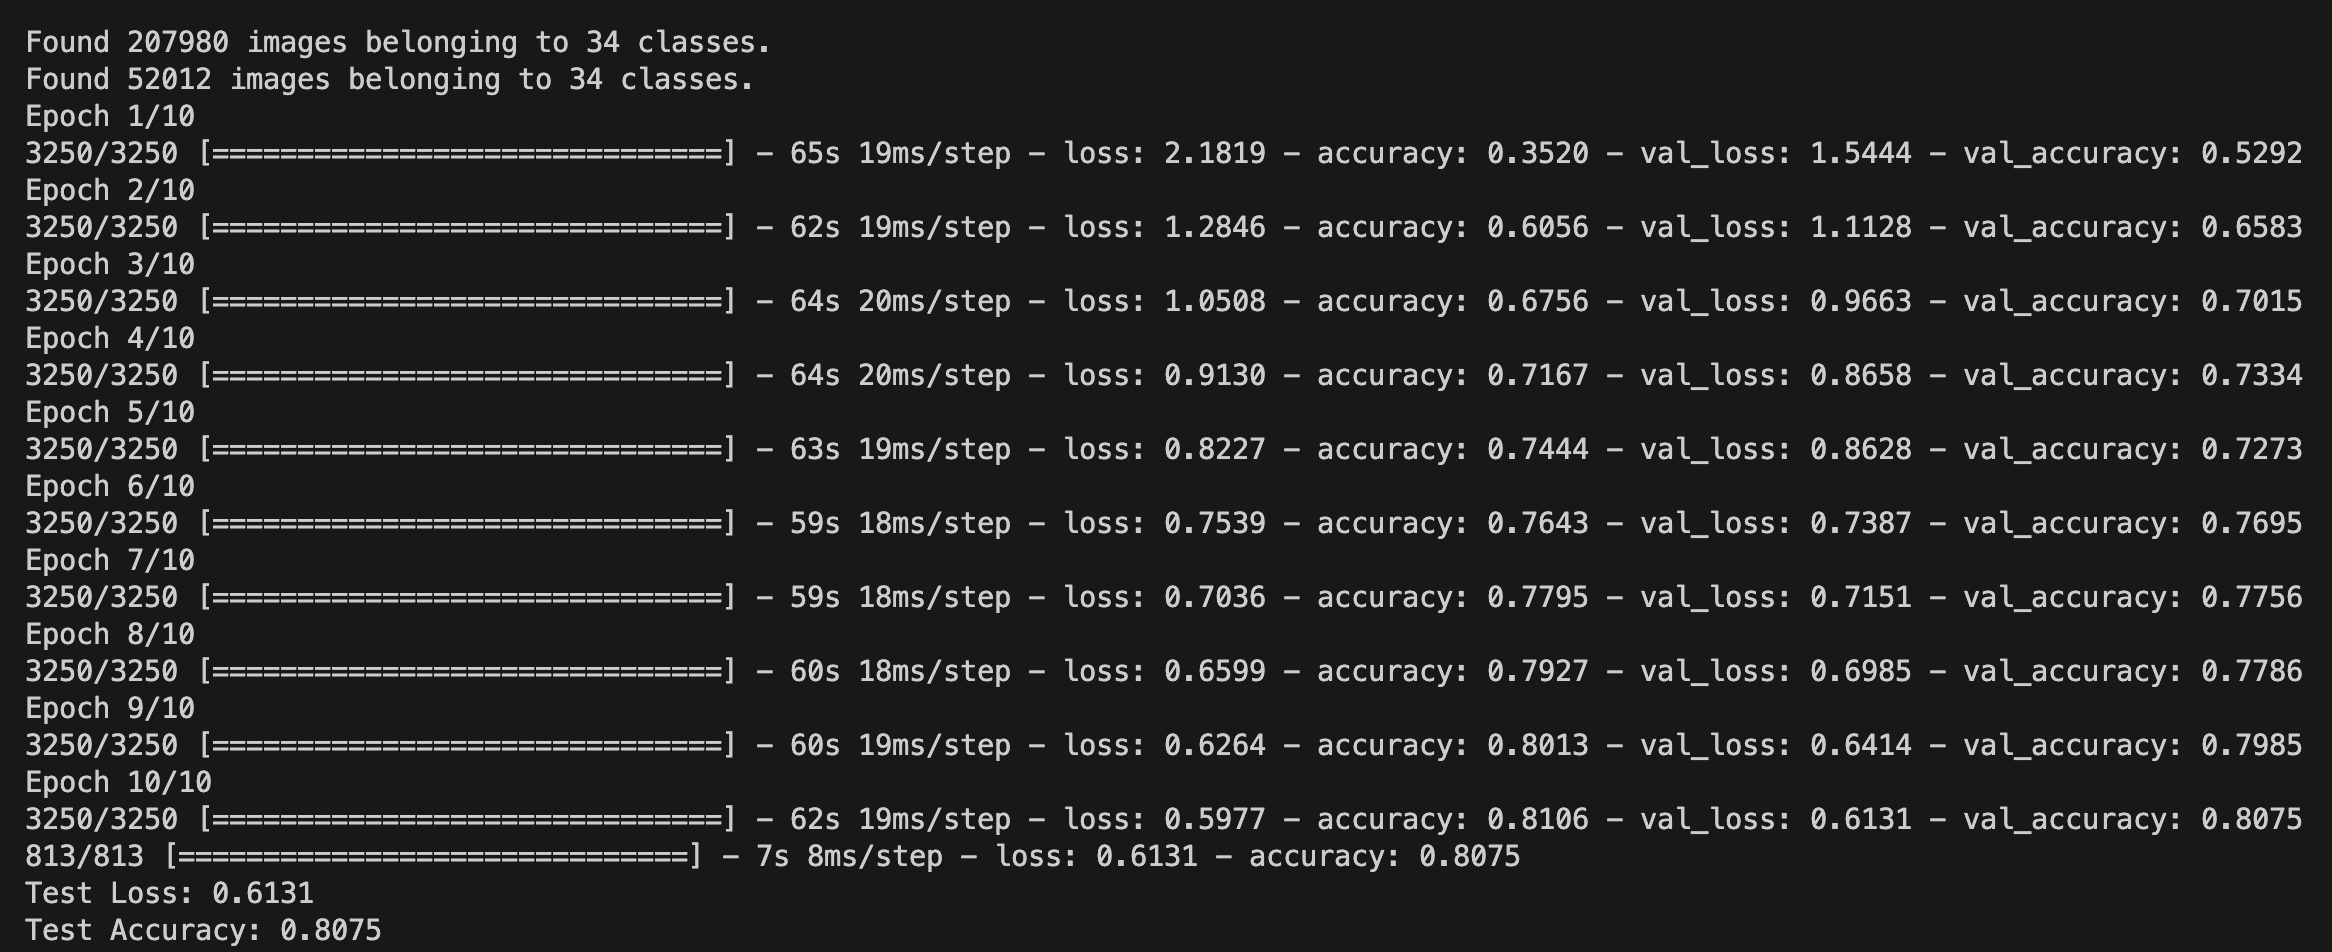 Found 207980 images belonging to 34 classes.
Found 52012 images belonging to 34 classes.
Epoch 1/10
3250/3250 [==============================] - 65s 19ms/step - loss: 2.1819 - accuracy: 0.3520 - val_loss: 1.5444 - val_accuracy: 0.5292
Epoch 2/10
3250/3250 [==============================] - 62s 19ms/step - loss: 1.2846 - accuracy: 0.6056 - val_loss: 1.1128 - val_accuracy: 0.6583
Epoch 3/10
3250/3250 [==============================] - 64s 20ms/step - loss: 1.0508 - accuracy: 0.6756 - val_loss: 0.9663 - val_accuracy: 0.7015
Epoch 4/10
3250/3250 [==============================] - 64s 20ms/step - loss: 0.9130 - accuracy: 0.7167 - val_loss: 0.8658 - val_accuracy: 0.7334
Epoch 5/10
3250/3250 [==============================] - 63s 19ms/step - loss: 0.8227 - accuracy: 0.7444 - val_loss: 0.8628 - val_accuracy: 0.7273
Epoch 6/10
3250/3250 [==============================] - 59s 18ms/step - loss: 0.7539 - accuracy: 0.7643 - val_loss: 0.7387 - val_accuracy: 0.7695
Epoch 7/10
3250/3250 [==============================] - 59s 18ms/step - loss: 0.7036 - accuracy: 0.7795 - val_loss: 0.7151 - val_accuracy: 0.7756
Epoch 8/10
3250/3250 [==============================] - 60s 18ms/step - loss: 0.6599 - accuracy: 0.7927 - val_loss: 0.6985 - val_accuracy: 0.7786
Epoch 9/10
3250/3250 [==============================] - 60s 19ms/step - loss: 0.6264 - accuracy: 0.8013 - val_loss: 0.6414 - val_accuracy: 0.7985
Epoch 10/10
3250/3250 [==============================] - 62s 19ms/step - loss: 0.5977 - accuracy: 0.8106 - val_loss: 0.6131 - val_accuracy: 0.8075
813/813 [==============================] - 7s 8ms/step - loss: 0.6131 - accuracy: 0.8075
Test Loss: 0.6131
Test Accuracy: 0.8075